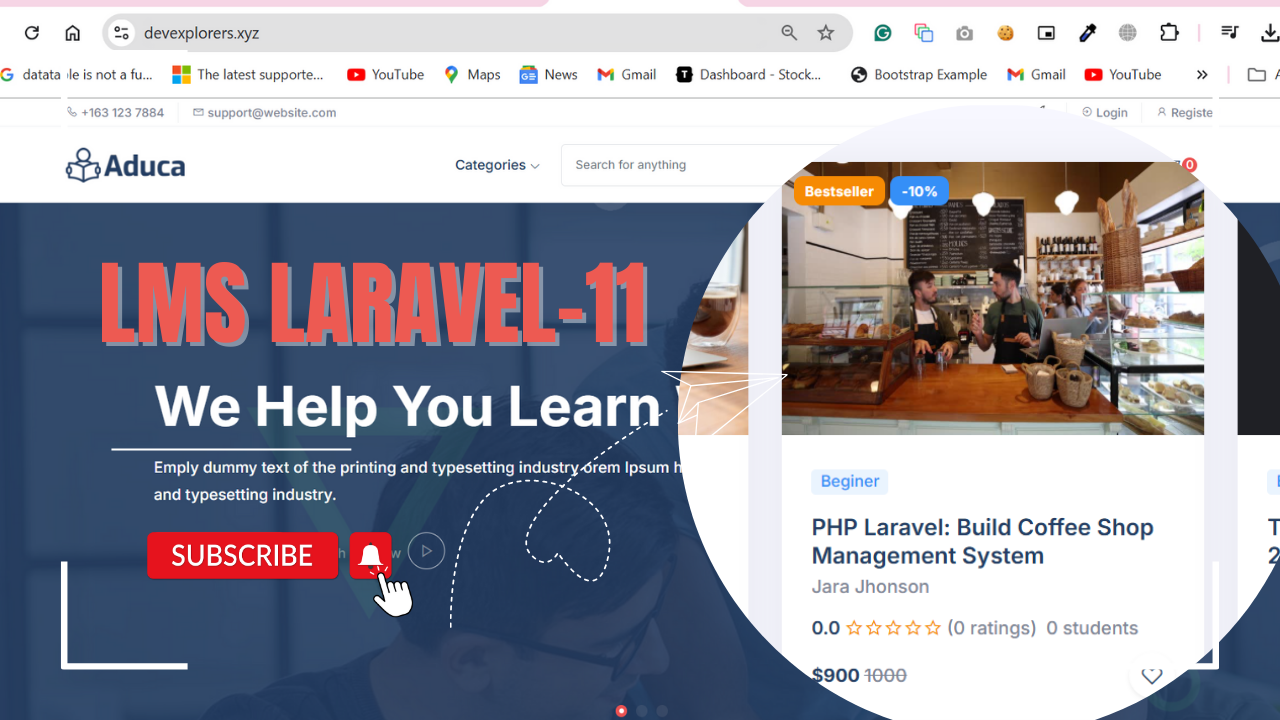 devexplorers.xyz
datata
le is not a fu...
The latest supporte...
YouTube
Maps
News
Gmail
Dashboard - Stock...
Bootstrap Example
Gmail
YouTube
+163 123 7884
support@website.com
Login
Registe
Aduca
Categories
Search for anything
0
Bestseller
-10%
LMS LARAVEL-11
We Help You Learn
Emply dummy text of the printing and typesetting industry orem Ipsum h
and typesetting industry.
SUBSCRIBE
Beginer
PHP Laravel: Build Coffee Shop
Management System
Jara Jhonson
0.0 (0 ratings) 0 students
$900 1000